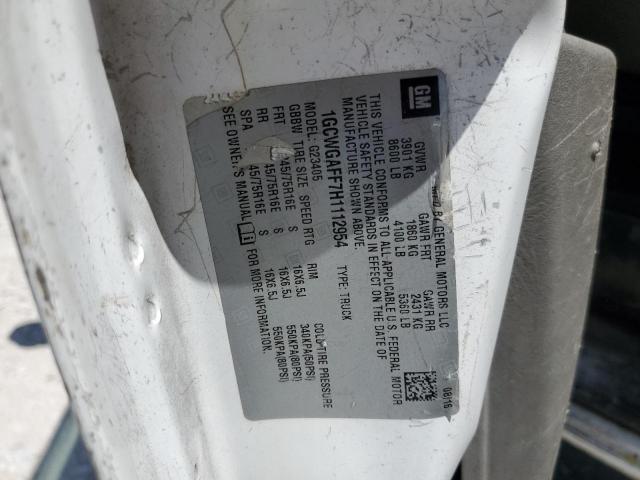 GM
GENERAL MOTORS LLC
08/16
GVWR GAWR FRT GAWR RR
3901 KG 1860 KG 2431 KG
8600 LB 4100 LB 5360 LB
THIS VEHICLE CONFORMS TO ALL APPLICABLE U.S. FEDERAL MOTOR
VEHICLE SAFETY STANDARDS IN EFFECT ON THE DATE OF
MANUFACTURE SHOWN ABOVE.
1GCWGAFF7H1112954 TYPE: TRUCK
MODEL: G23405
GBBW TIRE SIZE SPEED RTG RIM COLD TIRE PRESSURE
FRT 245/75R16E S 16X6.5J 340KPA(50PSI)
RR 45/75R16E S 16X6.5J 550KPA(80PSI)
SPA 45/75R16E S 16X6.5J 550KPA(80PSI)
SEE OWNER'S MANUAL FOR MORE INFORMATION.